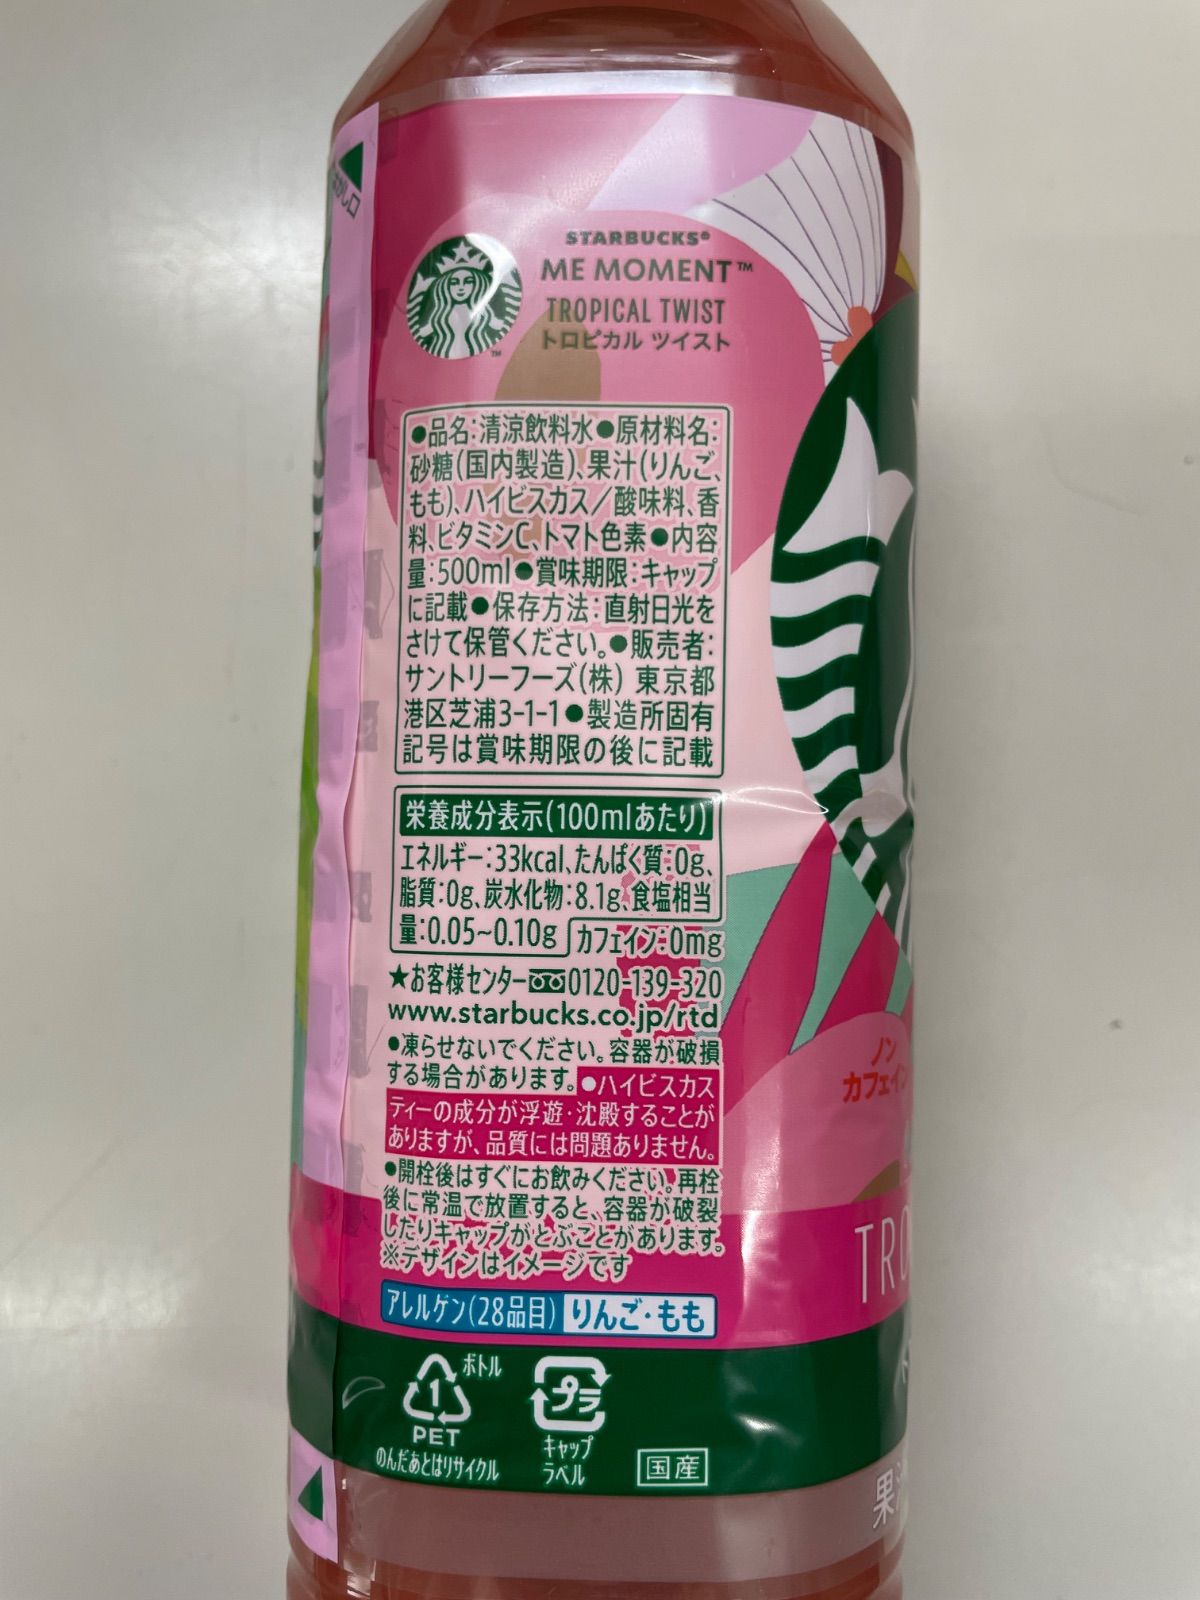 はがし口
STARBUCKS®
ME MOMENT™
TROPICAL TWIST
トロピカル ツイスト
TM
●品名:清涼飲料水●原材料名:
砂糖(国内製造)、果汁(りんご、
もも)、ハイビスカス/酸味料、香
料、ビタミンC、トマト色素●内容
量:500ml●賞味期限:キャップ
に記載●保存方法:直射日光を
さけて保管ください。●販売者:
サントリーフーズ(株) 東京都
港区芝浦3-1-1●製造所固有
記号は賞味期限の後に記載
栄養成分表示(100mlあたり)
エネルギー:33kcal、たんぱく質:0g、
脂質:0g、炭水化物:8.1g、食塩相当
量:0.05~0.10g カフェイン:0mg
★お客様センター 0120-139-320
www.starbucks.co.jp/rtd
●凍らせないでください。容器が破損
する場合があります。●ハイビスカス
ティーの成分が浮遊・沈殿することが
ありますが、品質には問題ありません。
●開栓後はすぐにお飲みください。再栓
後に常温で放置すると、容器が破裂
したりキャップがとぶことがあります。
※デザインはイメージです
アレルゲン(28品目) りんご・もも
ボトル
1
PET
のんだあとはリサイクル
プラ
キャップ
ラベル
国産
ノン
カフェイン
TRO
果